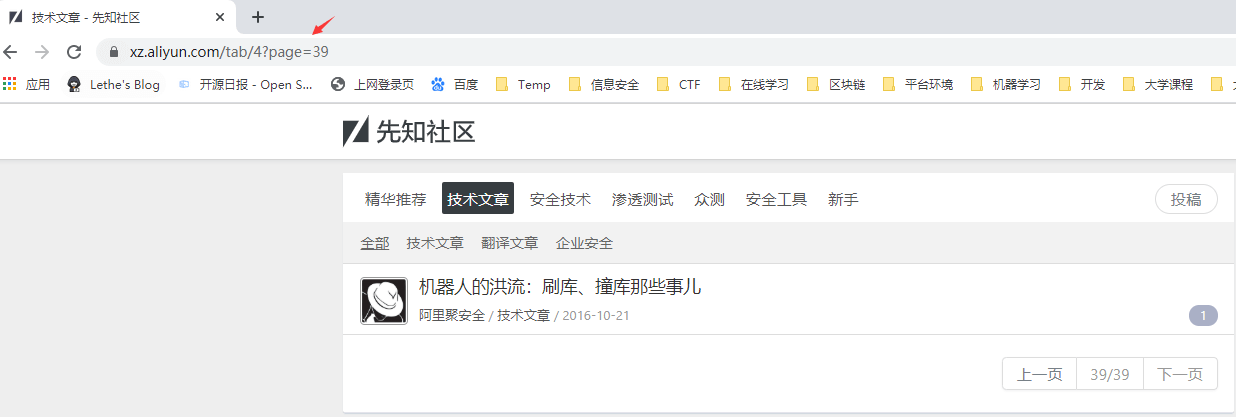 技术文章 - 先知社区
xz.aliyun.com/tab/4?page=39
应用 Lethe's Blog 开源日报 - Open S... 上网登录页 百度 Temp 信息安全 CTF 在线学习 区块链 平台环境 机器学习 开发 大学课程
先知社区
精华推荐 技术文章 安全技术 渗透测试 众测 安全工具 新手 投稿
全部 技术文章 翻译文章 企业安全
机器人的洪流：刷库、撞库那些事儿
阿里聚安全 / 技术文章 / 2016-10-21 1
上一页 39/39 下一页